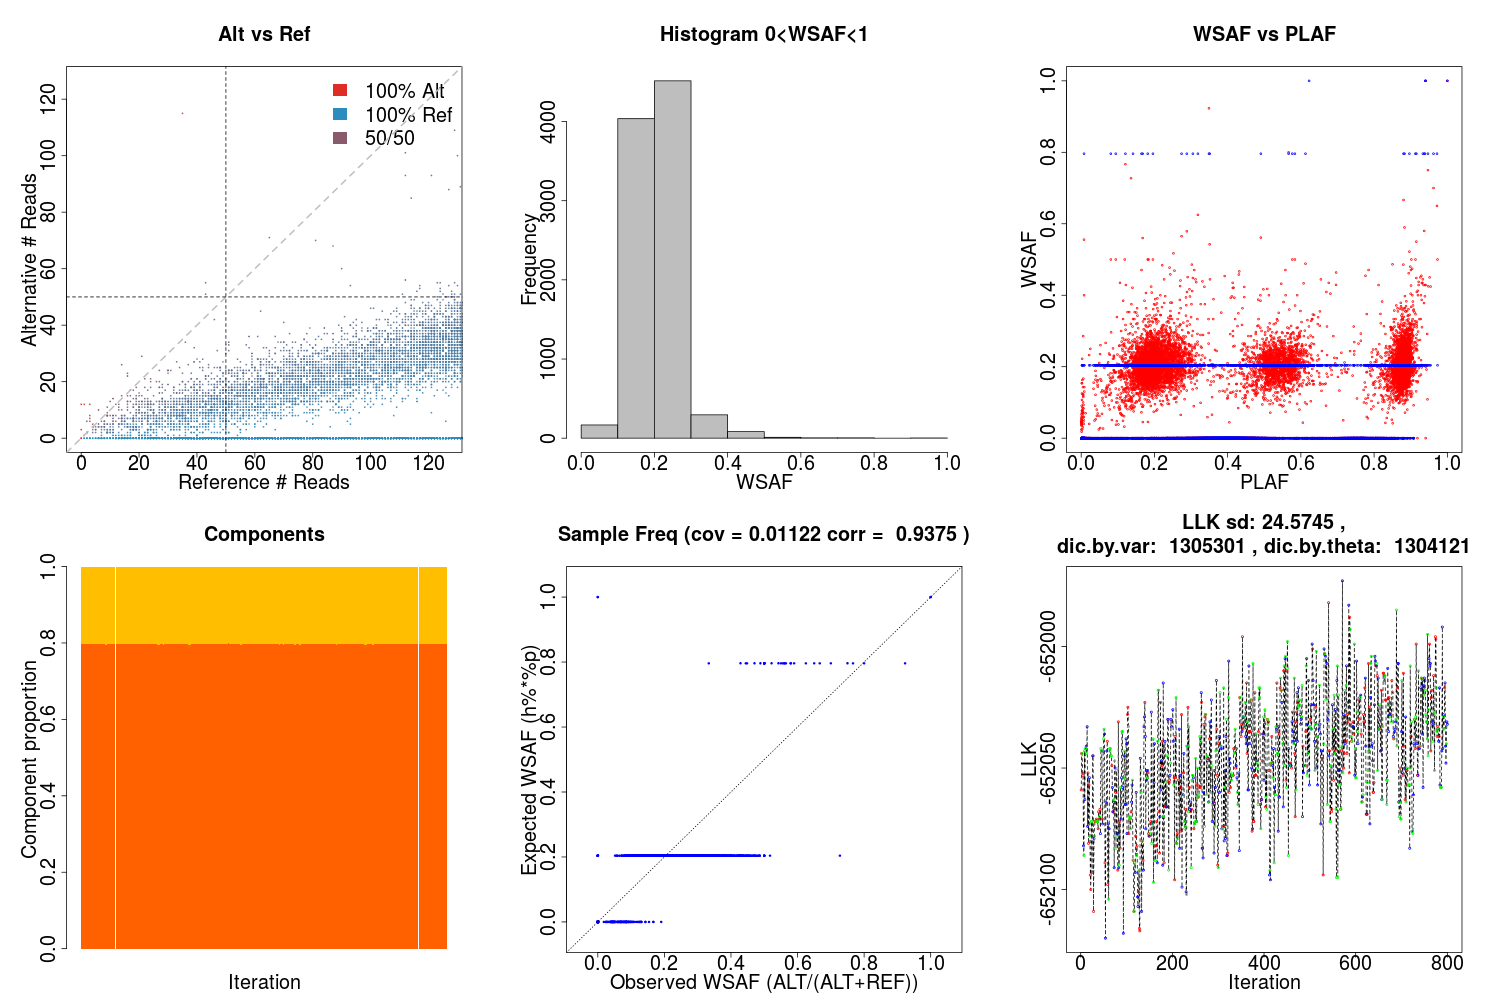 Alt vs Ref
100% Alt
100% Ref
50/50
Alternative # Reads
0 20 40 60 80 100 120
0 20 40 60 80 100 120
Reference # Reads
Histogram 0<WSAF<1
Frequency
0 1000 2000 3000 4000
0.0 0.2 0.4 0.6 0.8 1.0
WSAF
WSAF vs PLAF
WSAF
0.0 0.2 0.4 0.6 0.8 1.0
0.0 0.2 0.4 0.6 0.8 1.0
PLAF
Components
Component proportion
0.0 0.2 0.4 0.6 0.8 1.0
Iteration
Sample Freq (cov = 0.01122 corr = 0.9375 )
Expected WSAF (h%*%p)
0.0 0.2 0.4 0.6 0.8 1.0
0.0 0.2 0.4 0.6 0.8 1.0
Observed WSAF (ALT/(ALT+REF))
LLK sd: 24.5745 ,
dic.by.var: 1305301 , dic.by.theta: 1304121
LLK
-652100 -652050 -652000
0 200 400 600 800
Iteration